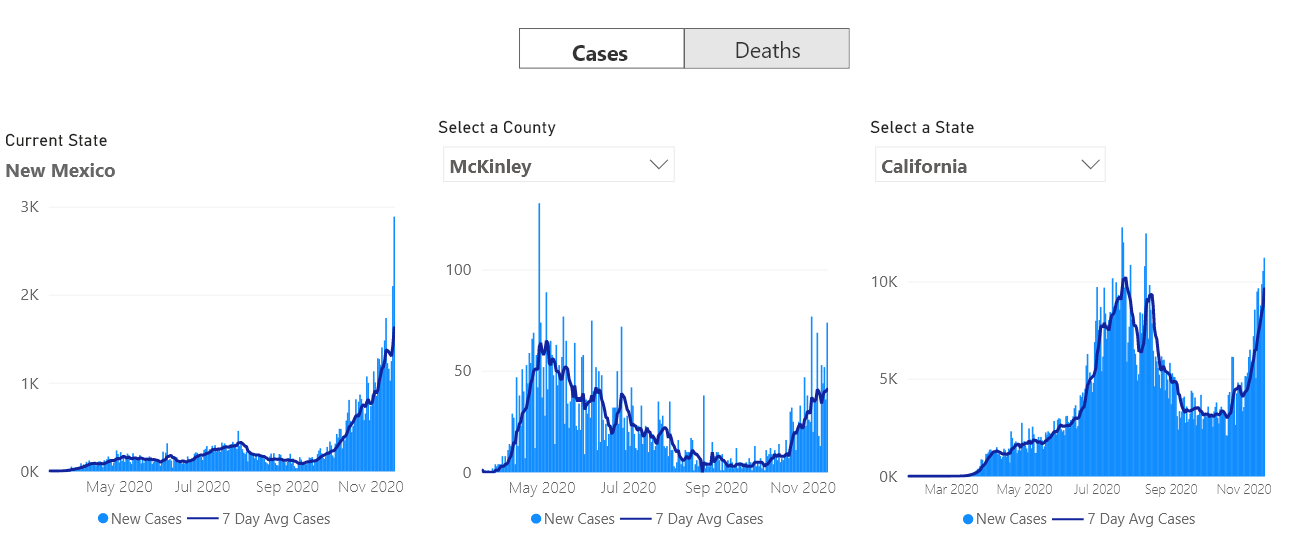 Cases
Deaths
Current State
New Mexico
3K
2K
1K
0K
May 2020 Jul 2020 Sep 2020 Nov 2020
New Cases 7 Day Avg Cases
Select a County
McKinley
100
50
0
May 2020 Jul 2020 Sep 2020 Nov 2020
New Cases 7 Day Avg Cases
Select a State
California
10K
5K
0K
Mar 2020 May 2020 Jul 2020 Sep 2020 Nov 2020
New Cases 7 Day Avg Cases